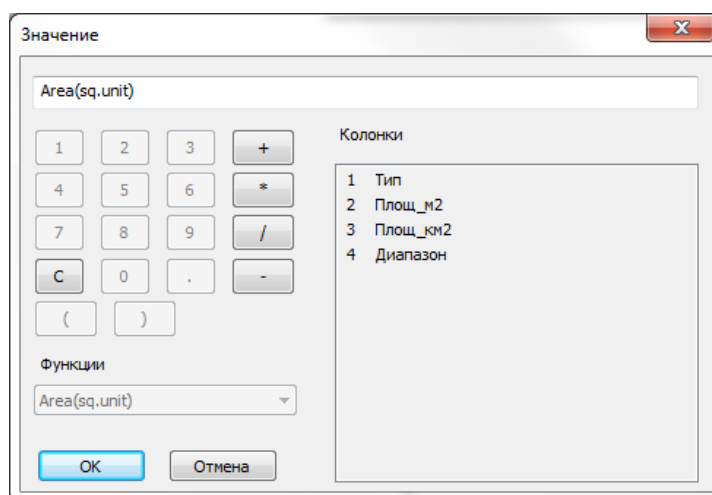 Значение
Area(sq.unit)
1 2 3 +
4 5 6 *
7 8 9 /
C 0 . -
( )
Функции
Area(sq.unit)
OK Отмена
Колонки
1 Тип
2 Площ_м2
3 Площ_км2
4 Диапазон